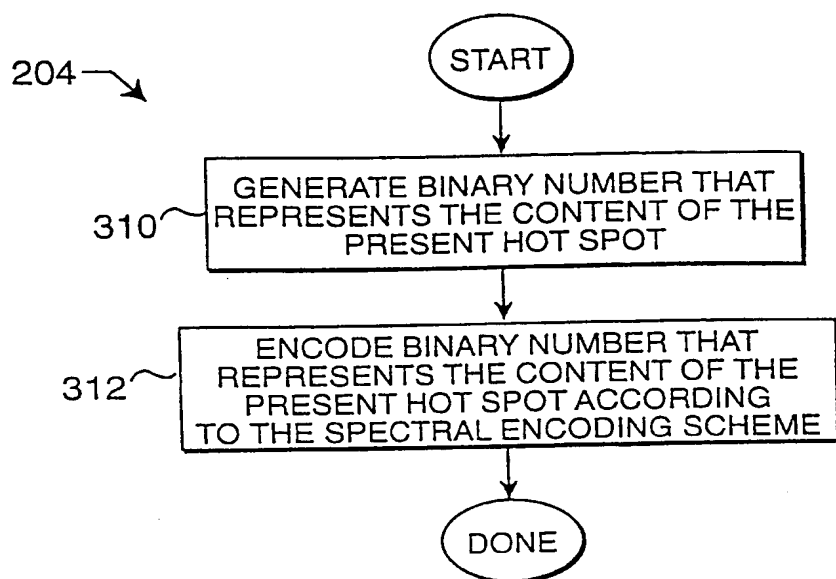 204
START
310
GENERATE BINARY NUMBER THAT
REPRESENTS THE CONTENT OF THE
PRESENT HOT SPOT
312
ENCODE BINARY NUMBER THAT
REPRESENTS THE CONTENT OF THE
PRESENT HOT SPOT ACCORDING
TO THE SPECTRAL ENCODING SCHEME
DONE